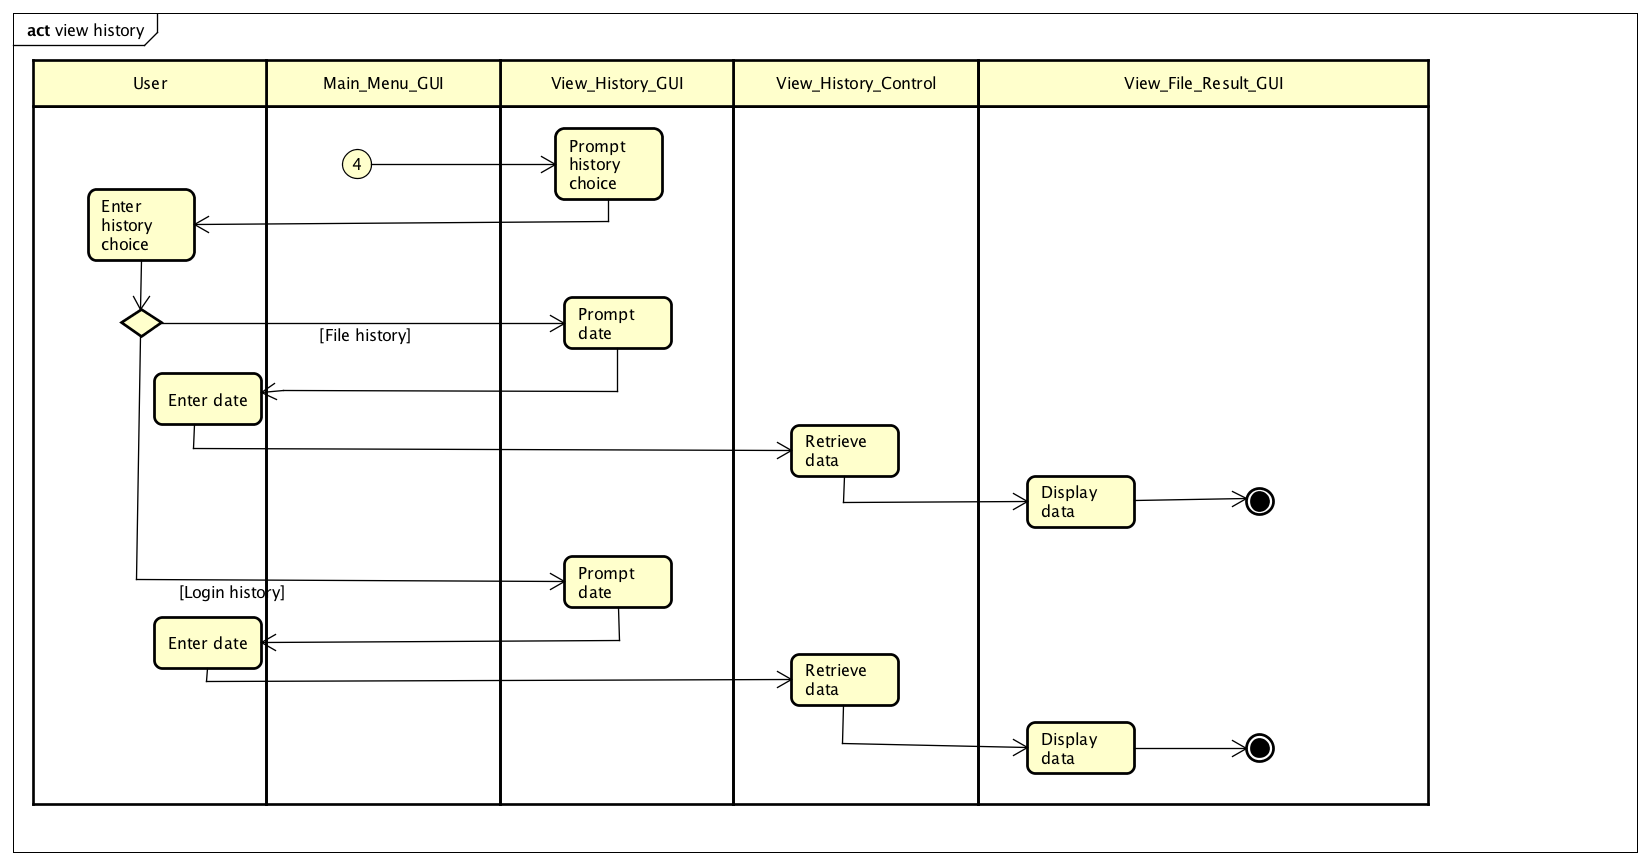 act view history
User
Main_Menu_GUI
View_History_GUI
View_History_Control
View_File_Result_GUI
4
Prompt
history
choice
Enter
history
choice
Prompt
date
[File history]
Enter date
Retrieve
data
Display
data
Prompt
date
[Login history]
Enter date
Retrieve
data
Display
data